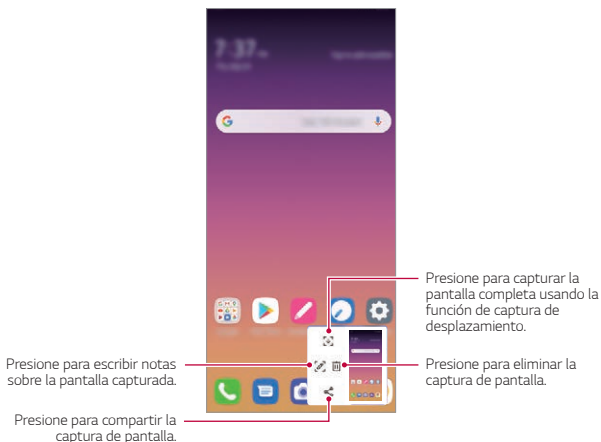 7:37
Presione para capturar la
pantalla completa usando la
función de captura de
desplazamiento.
Presione para escribir notas
sobre la pantalla capturada.
Presione para eliminar la
captura de pantalla.
Presione para compartir la
captura de pantalla.